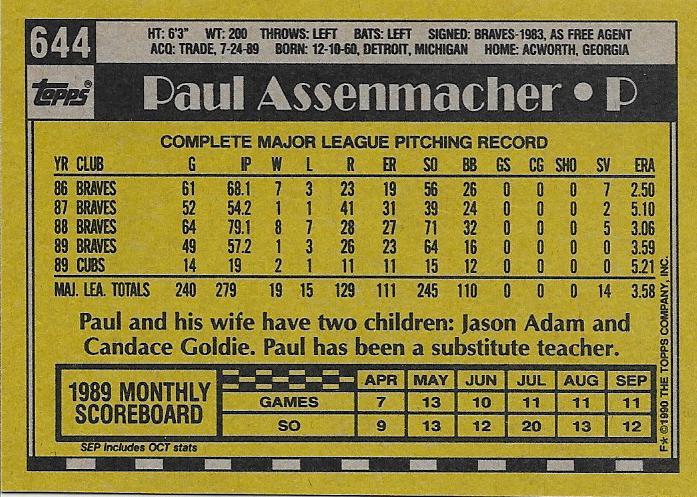 644
HT: 6'3" WT: 200 THROWS: LEFT BATS: LEFT SIGNED: BRAVES-1983, AS FREE AGENT
ACQ: TRADE, 7-24-89 BORN: 12-10-60, DETROIT, MICHIGAN HOME: ACWORTH, GEORGIA
TOPPS
Paul Assenmacher • P
COMPLETE MAJOR LEAGUE PITCHING RECORD
YR CLUB G IP W L R ER SO BB GS CG SHO SV ERA
86 BRAVES 61 68.1 7 3 23 19 56 26 0 0 0 7 2.50
87 BRAVES 52 54.2 1 1 41 31 39 24 0 0 0 2 5.10
88 BRAVES 64 79.1 8 7 28 27 71 32 0 0 0 5 3.06
89 BRAVES 49 57.2 1 3 26 23 64 16 0 0 0 0 3.59
89 CUBS 14 19 2 1 11 11 15 12 0 0 0 0 5.21
MAJ. LEA. TOTALS 240 279 19 15 129 111 245 110 0 0 0 14 3.58
Paul and his wife have two children: Jason Adam and
Candace Goldie. Paul has been a substitute teacher.
1989 MONTHLY
SCOREBOARD
APR MAY JUN JUL AUG SEP
GAMES 7 13 10 11 11 11
SO 9 13 12 20 13 12
SEP includes OCT stats
F★ ©1990 THE TOPPS COMPANY, INC.